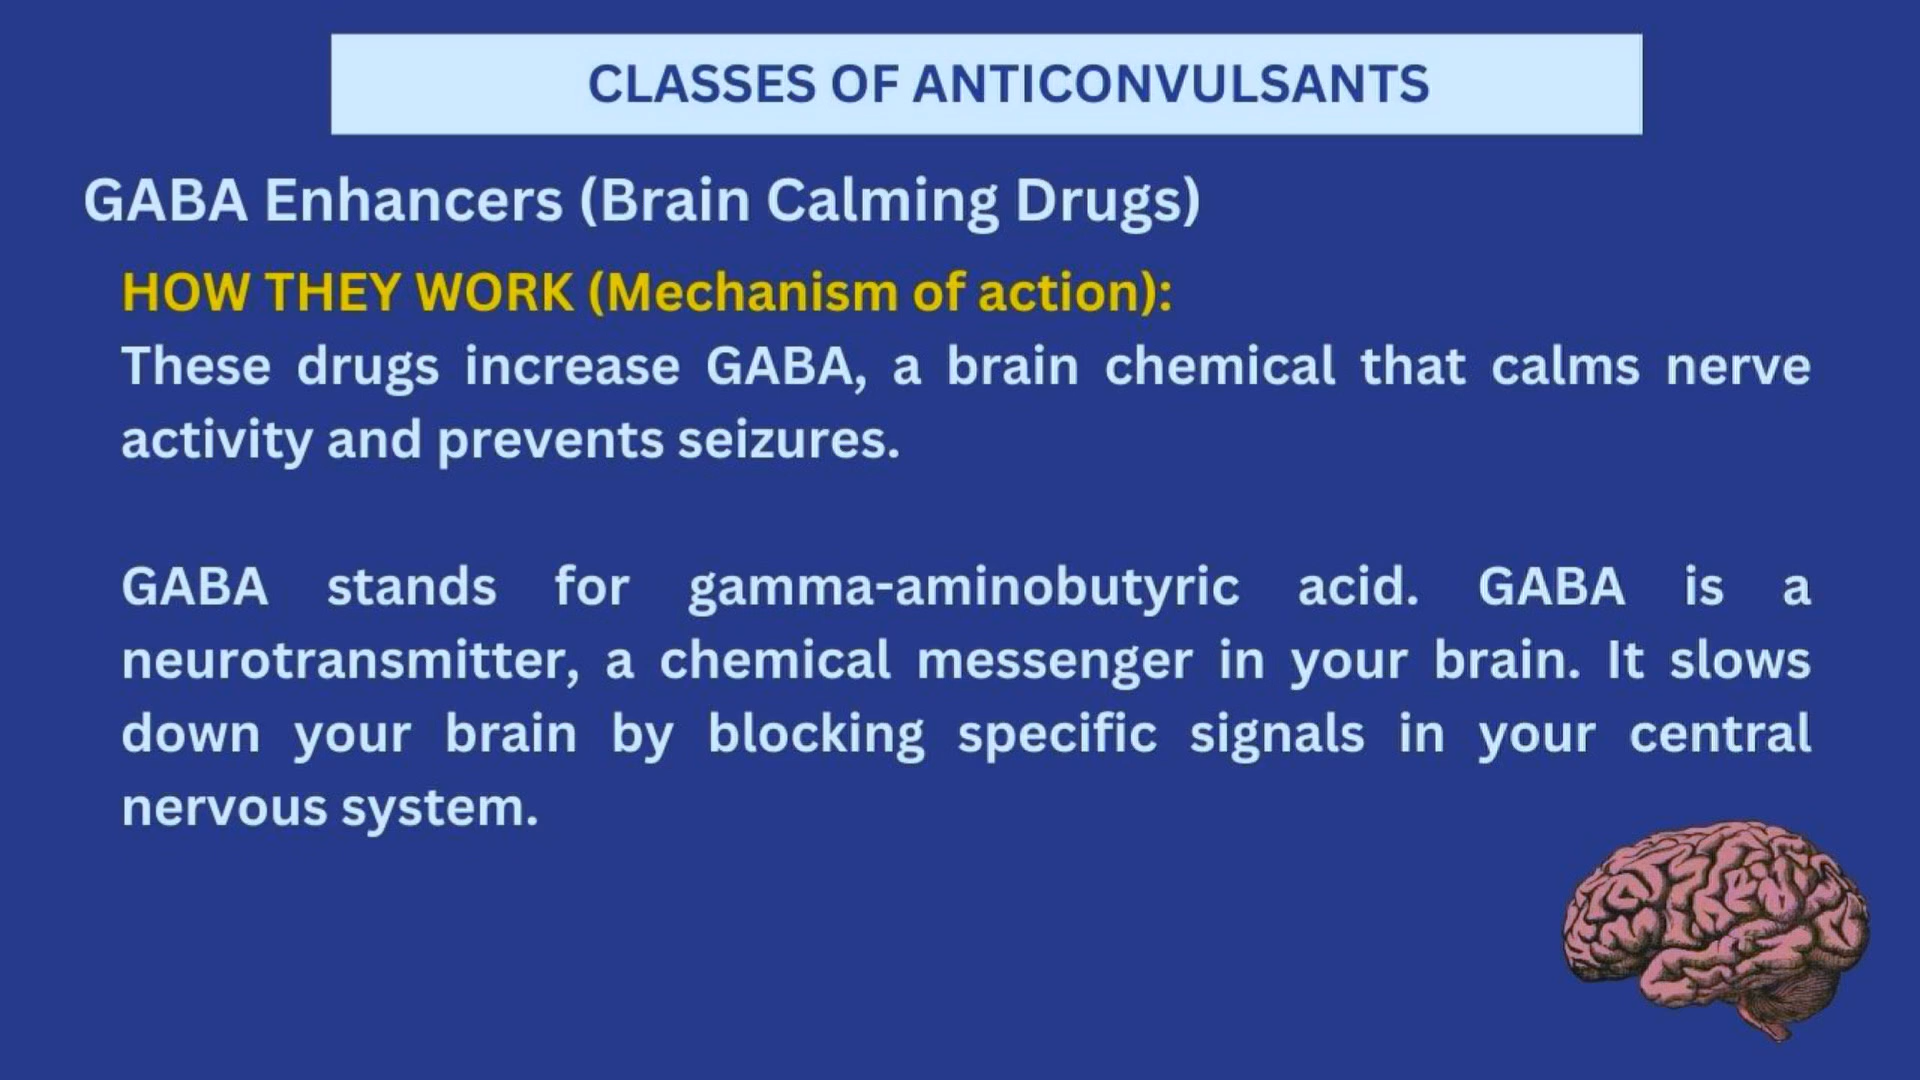 CLASSES OF ANTICONVULSANTS
GABA Enhancers (Brain Calming Drugs)
HOW THEY WORK (Mechanism of action):
These drugs increase GABA, a brain chemical that calms nerve
activity and prevents seizures.
GABA stands for gamma-aminobutyric acid. GABA is a
neurotransmitter, a chemical messenger in your brain. It slows
down your brain by blocking specific signals in your central
nervous system.